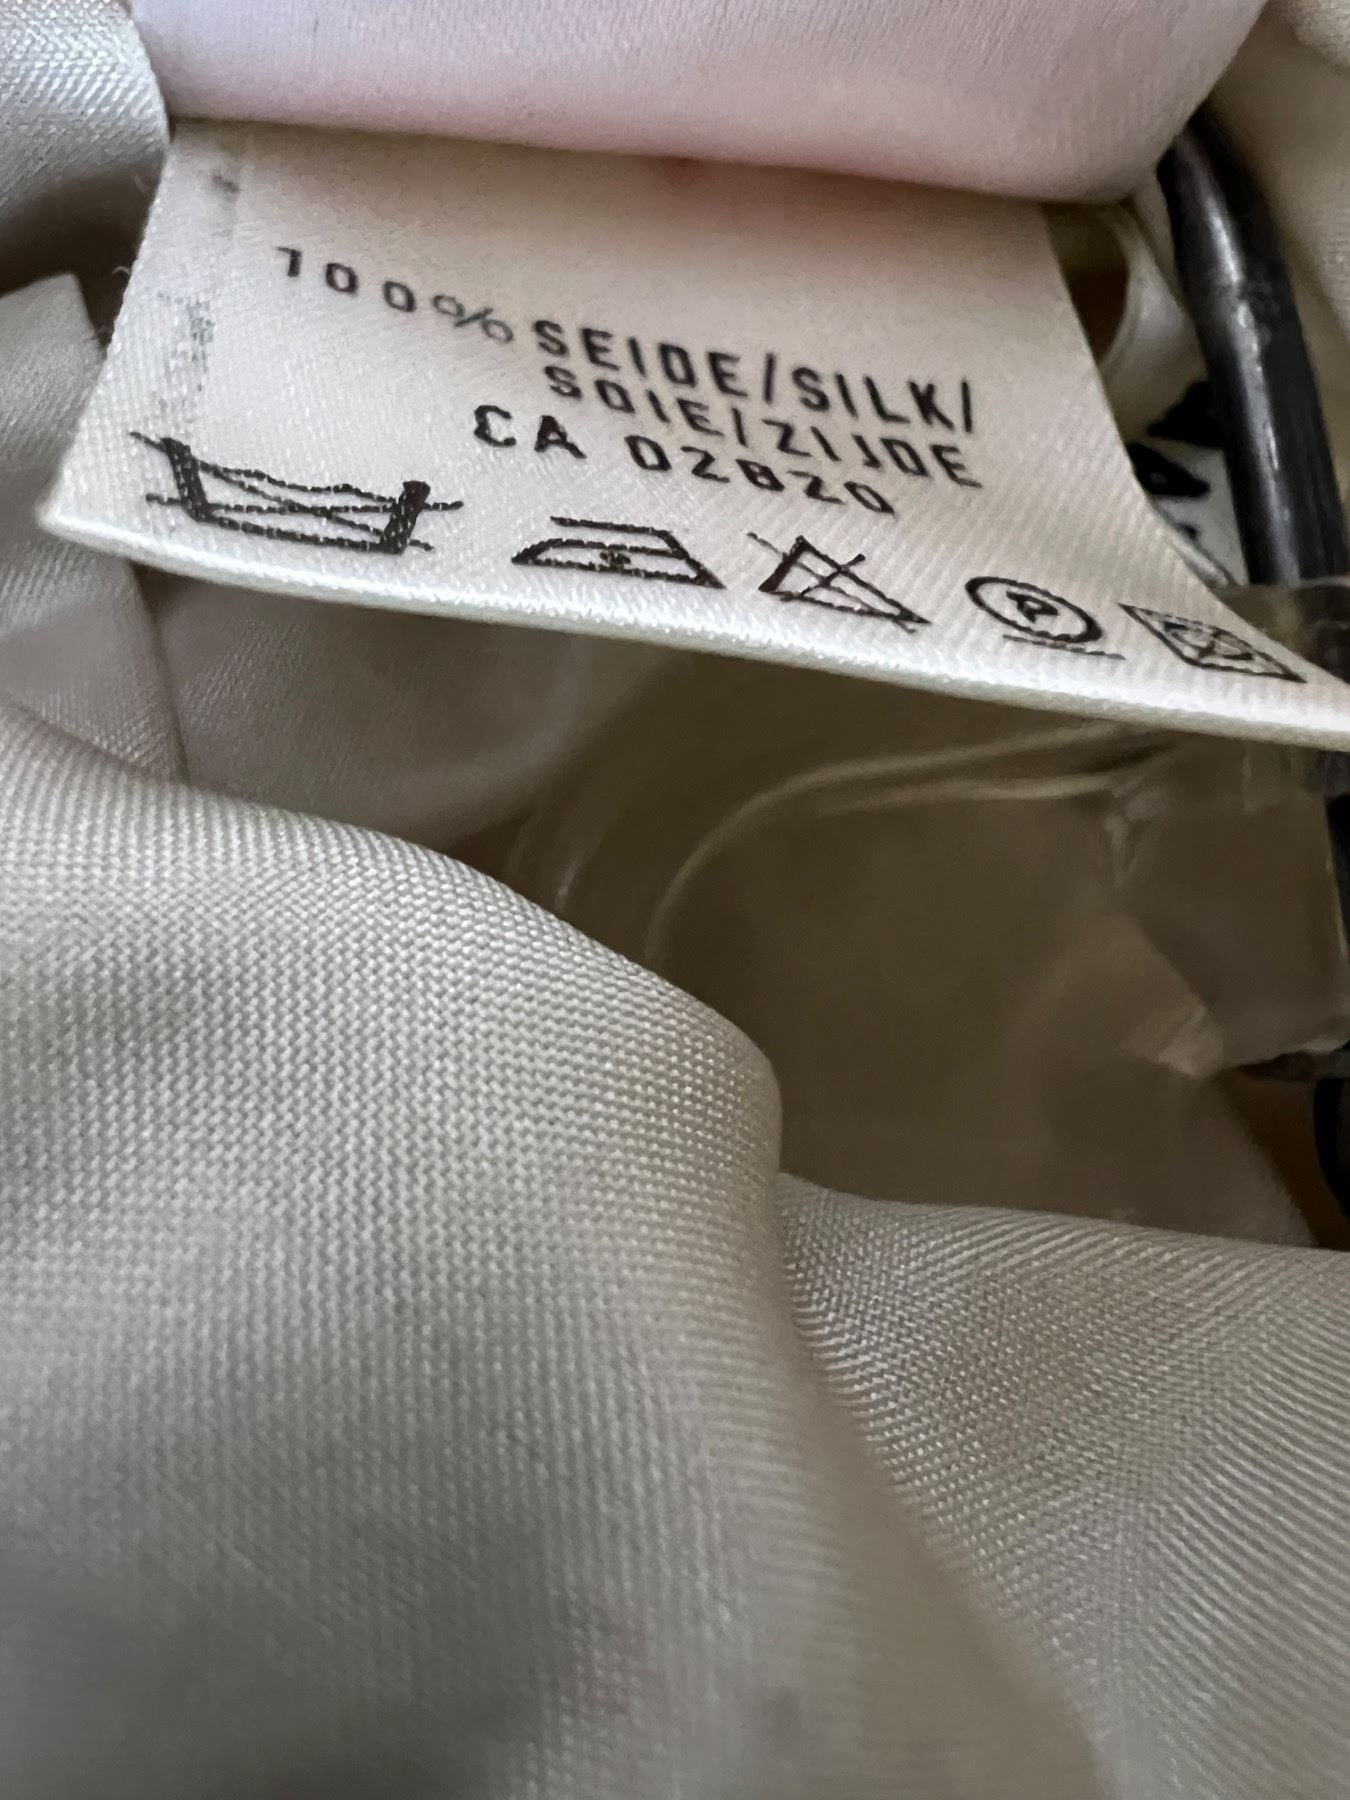 100% SEIDE/SILK/
SOIE/ZIJDE
CA 02820
P